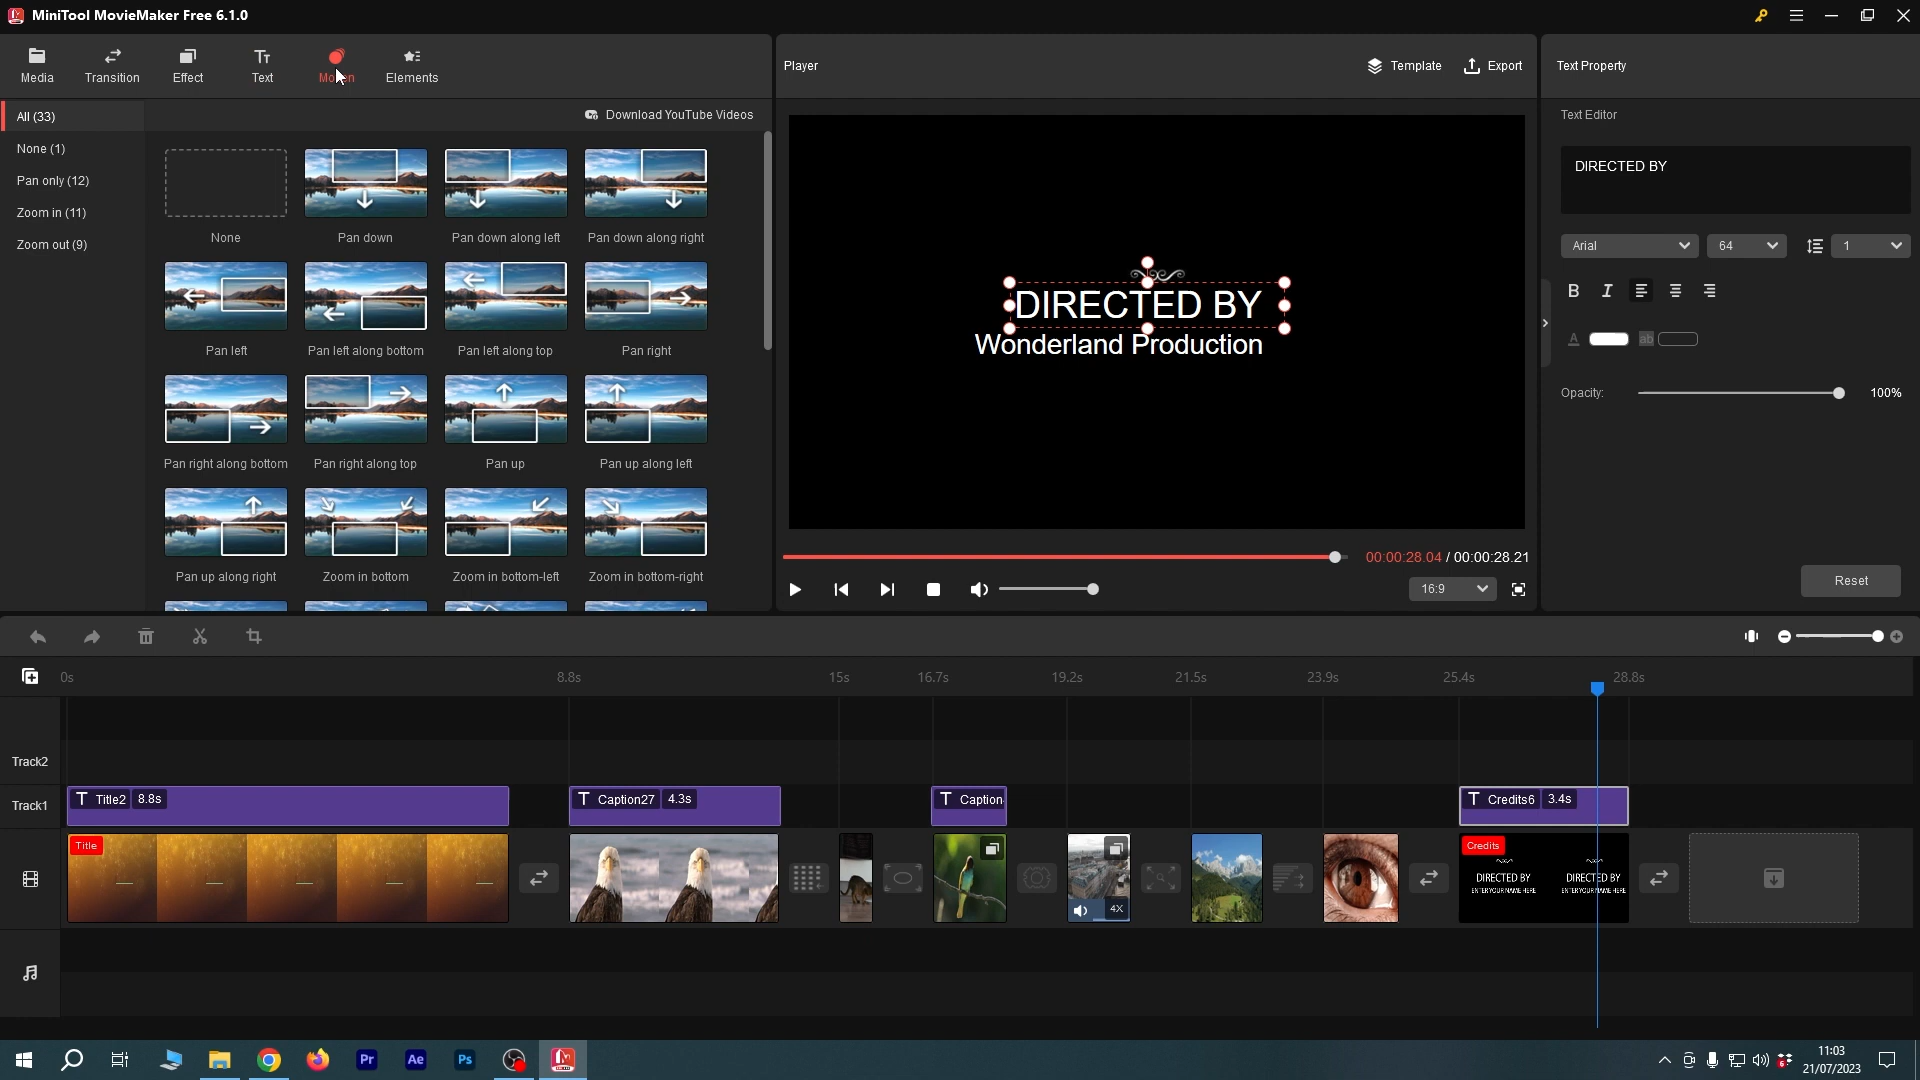 MiniTool MovieMaker Free 6.1.0
Media
Transition
Effect
Text
Motion
Elements
Player
Template
Export
Text Property
All (33)
Download YouTube Videos
None (1)
Pan only (12)
Zoom in (11)
Zoom out (9)
None
Pan down
Pan down along left
Pan down along right
Pan left
Pan left along bottom
Pan left along top
Pan right
Pan right along bottom
Pan right along top
Pan up
Pan up along left
Pan up along right
Zoom in bottom
Zoom in bottom-left
Zoom in bottom-right
DIRECTED BY
Wonderland Production
00:00:28.04 / 00:00:28.21
16:9
Text Editor
DIRECTED BY
Arial
64
1
B
I
A
ab
Opacity:
100%
Reset
0s
8.8s
15s
16.7s
19.2s
21.5s
23.9s
25.4s
28.8s
Track2
Track1
T Title2 8.8s
T Caption27 4.3s
T Caption
T Credits6 3.4s
Title
4X
Credits
DIRECTED BY
ENTER YOUR NAME HERE
DIRECTED BY
ENTER YOUR NAME HERE
Pr
Ae
Ps
6
11:03
21/07/2023